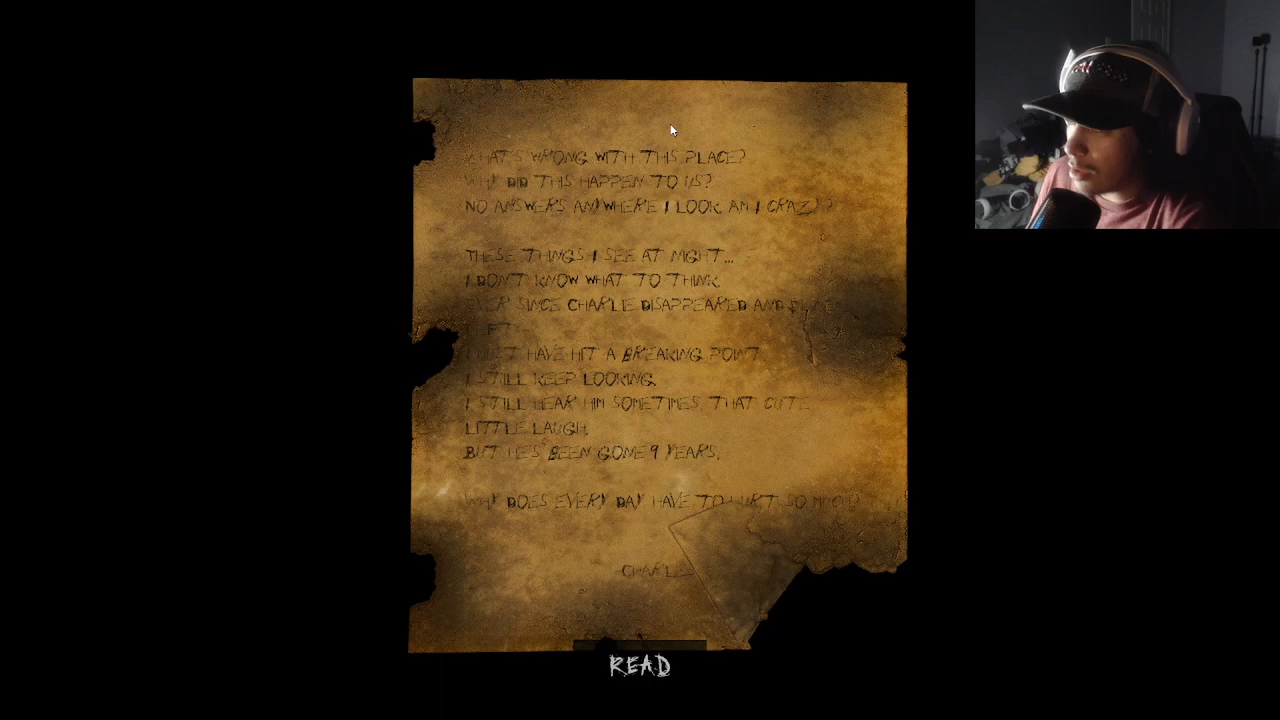 WHAT'S WRONG WITH THIS PLACE?
WHY DID THIS HAPPEN TO US?
NO ANSWERS ANYWHERE I LOOK. AM I CRAZY?
THESE THINGS I SEE AT NIGHT...
I DON'T KNOW WHAT TO THINK.
EVER SINCE CHARLIE DISAPPEARED AND
HAVE HIT A BREAKING POINT
I STILL KEEP LOOKING.
I STILL HEAR HIM SOMETIMES, THAT CUTE
LITTLE LAUGH.
BUT HE'S BEEN GONE 9 YEARS.
WHY DOES EVERY DAY HAVE TO HURT SO MUCH?
READ